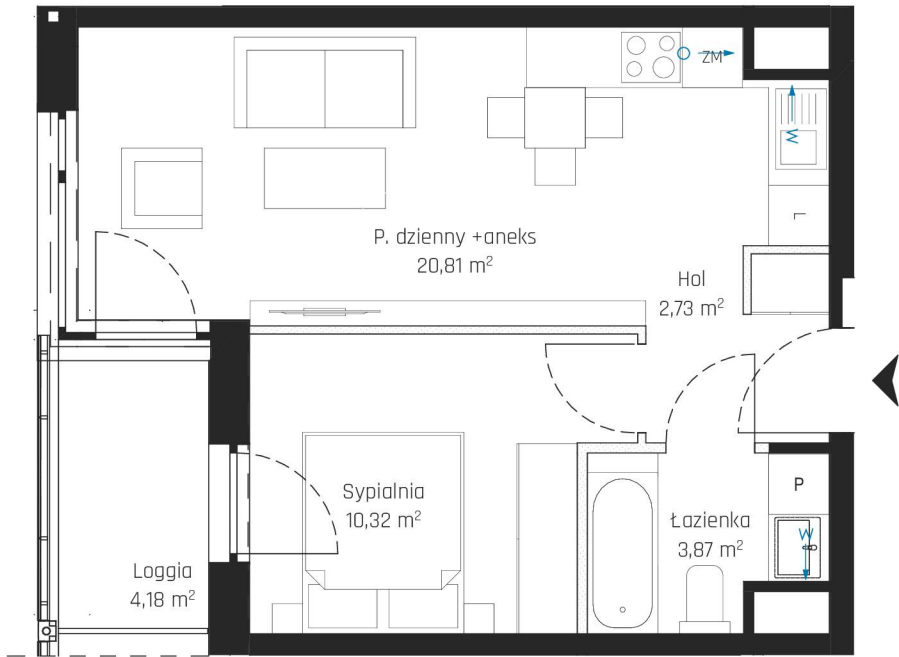 ZM
W
L
P. dzienny +aneks
20,81 m²
Hol
2,73 m²
Sypialnia
10,32 m²
P
Łazienka
3,87 m²
W
Loggia
4,18 m²